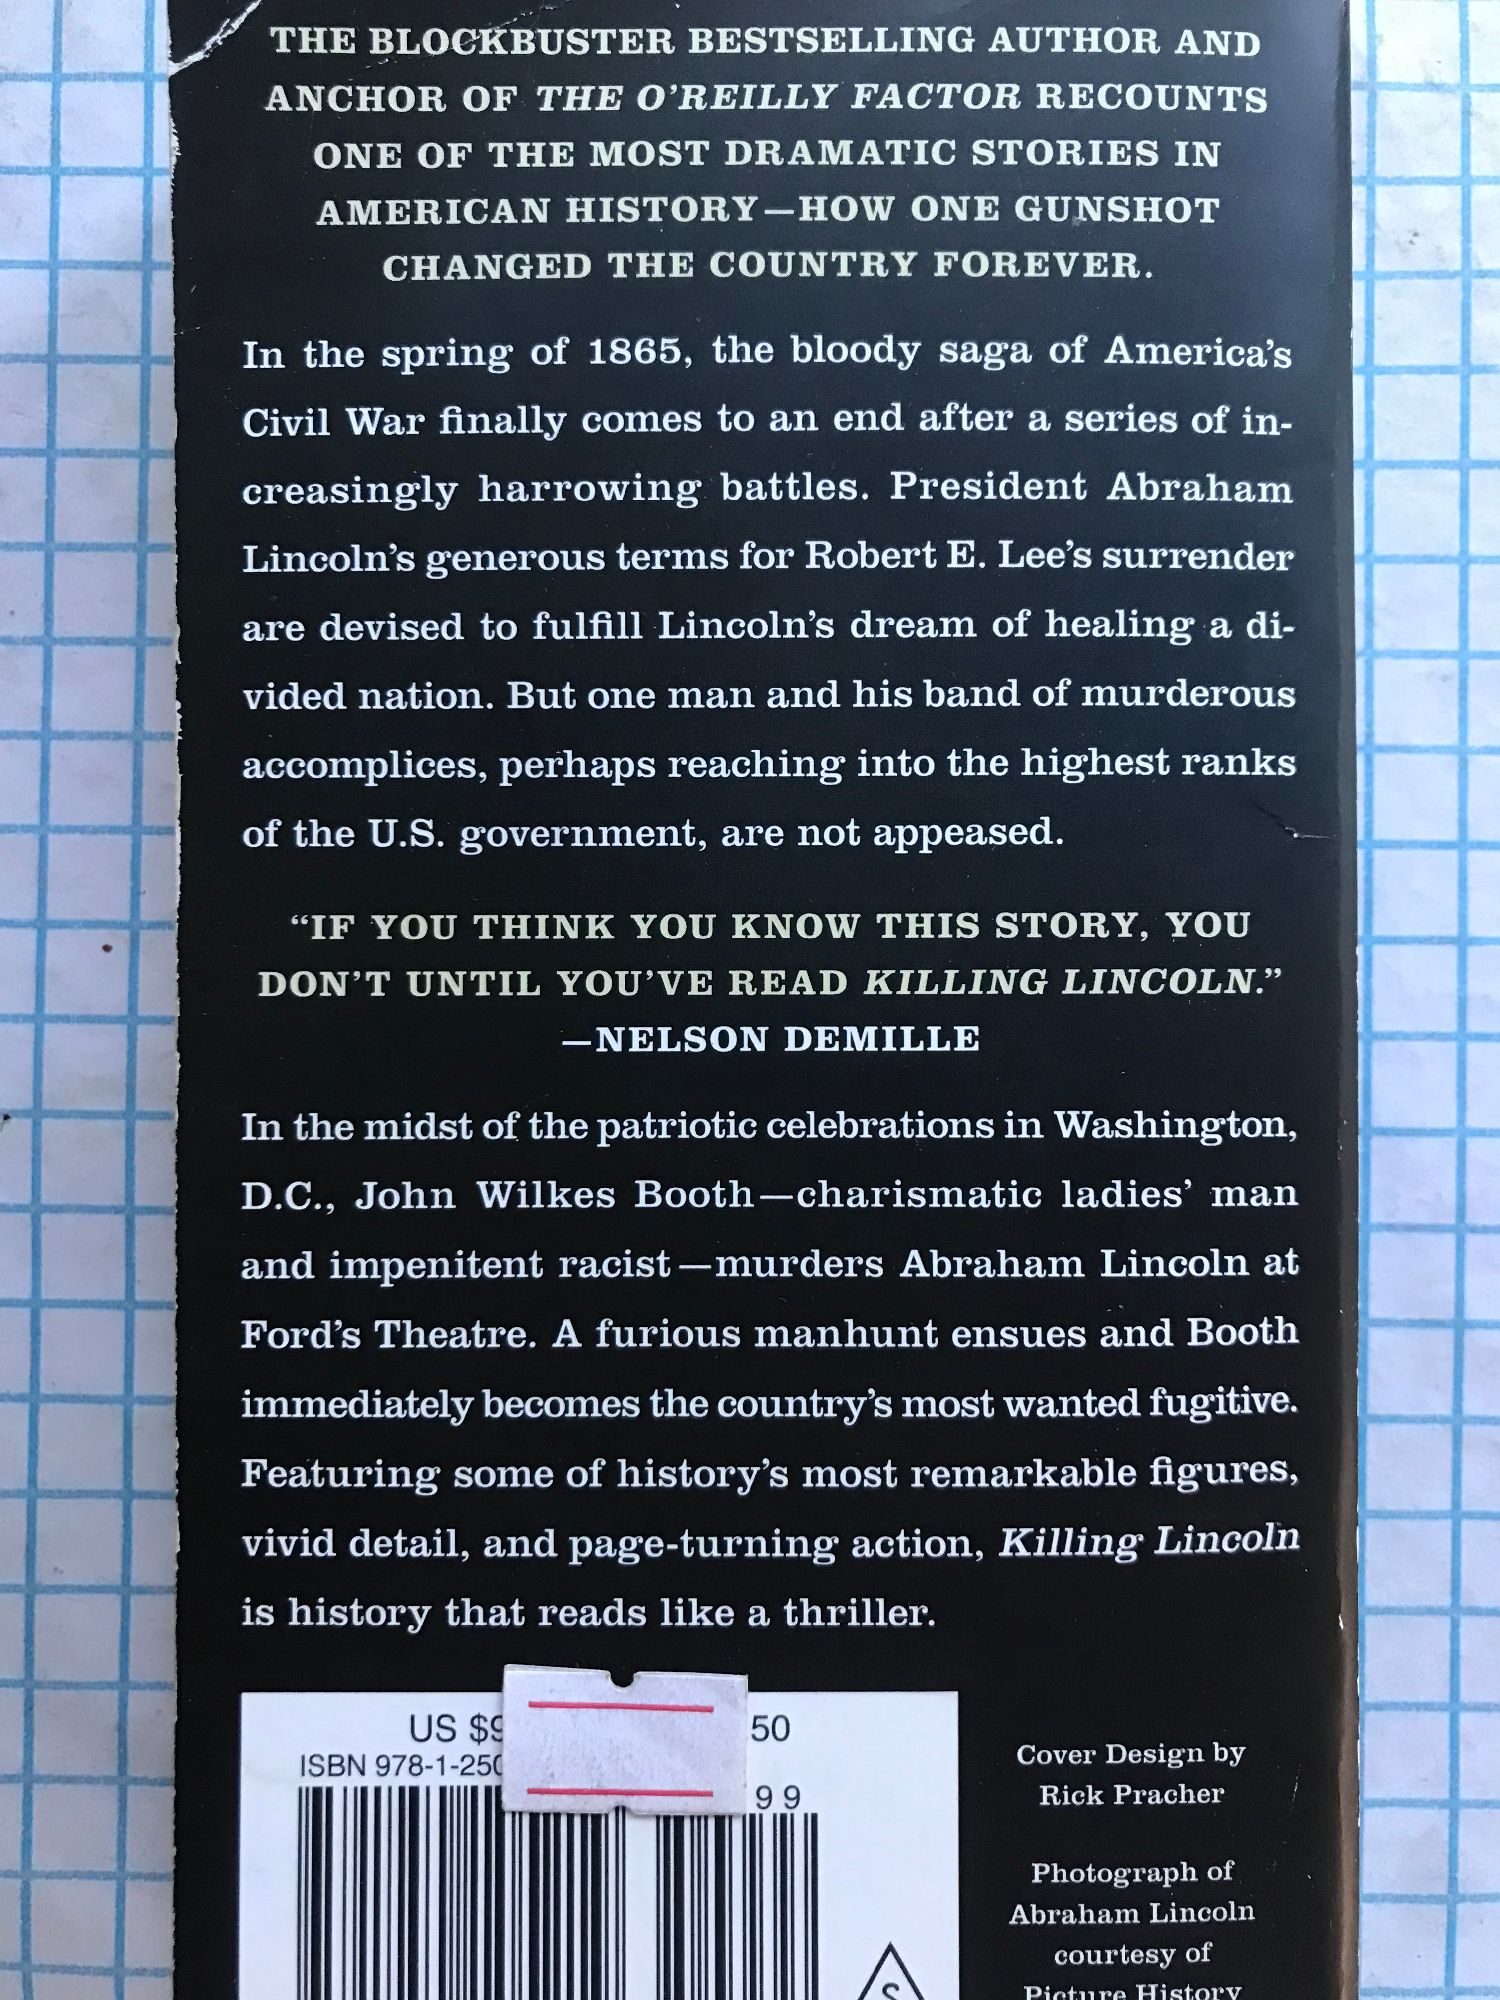 THE BLOCKBUSTER BESTSELLING AUTHOR AND
ANCHOR OF THE O'REILLY FACTOR RECOUNTS
ONE OF THE MOST DRAMATIC STORIES IN
AMERICAN HISTORY—HOW ONE GUNSHOT
CHANGED THE COUNTRY FOREVER.
In the spring of 1865, the bloody saga of America's
Civil War finally comes to an end after a series of in-
creasingly harrowing battles. President Abraham
Lincoln's generous terms for Robert E. Lee's surrender
are devised to fulfill Lincoln's dream of healing a di-
vided nation. But one man and his band of murderous
accomplices, perhaps reaching into the highest ranks
of the U.S. government, are not appeased.
“IF YOU THINK YOU KNOW THIS STORY, YOU
DON'T UNTIL YOU'VE READ KILLING LINCOLN.”
—NELSON DEMILLE
In the midst of the patriotic celebrations in Washington,
D.C., John Wilkes Booth—charismatic ladies' man
and impenitent racist—murders Abraham Lincoln at
Ford's Theatre. A furious manhunt ensues and Booth
immediately becomes the country's most wanted fugitive.
Featuring some of history's most remarkable figures,
vivid detail, and page-turning action, Killing Lincoln
is history that reads like a thriller.
US $9 50
ISBN 978-1-250
99
S
Cover Design by
Rick Pracher
Photograph of
Abraham Lincoln
courtesy of
Picture History